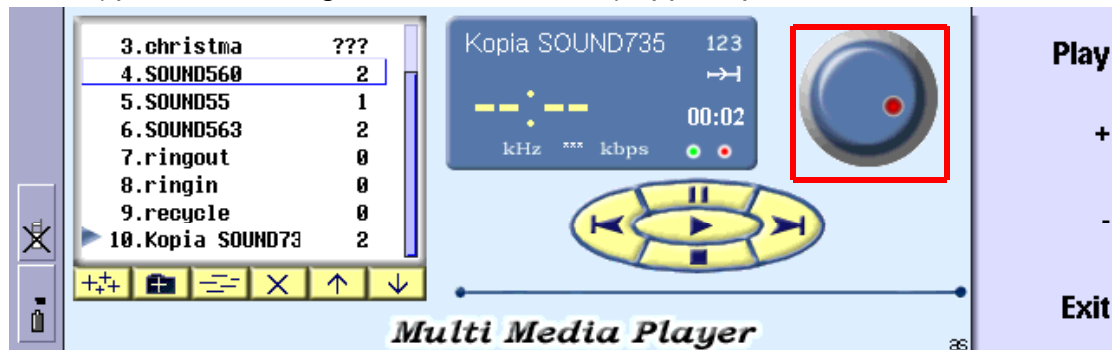 3.christma ???
4.SOUND560 2
5.SOUND55 1
6.SOUND563 2
7.ringout 0
8.ringin 0
9.recycle 0
10.Kopia SOUND73 2
Kopia SOUND735 123
--:-- 00:02
kHz *** kbps
Multi Media Player
as
Play
+
-
Exit